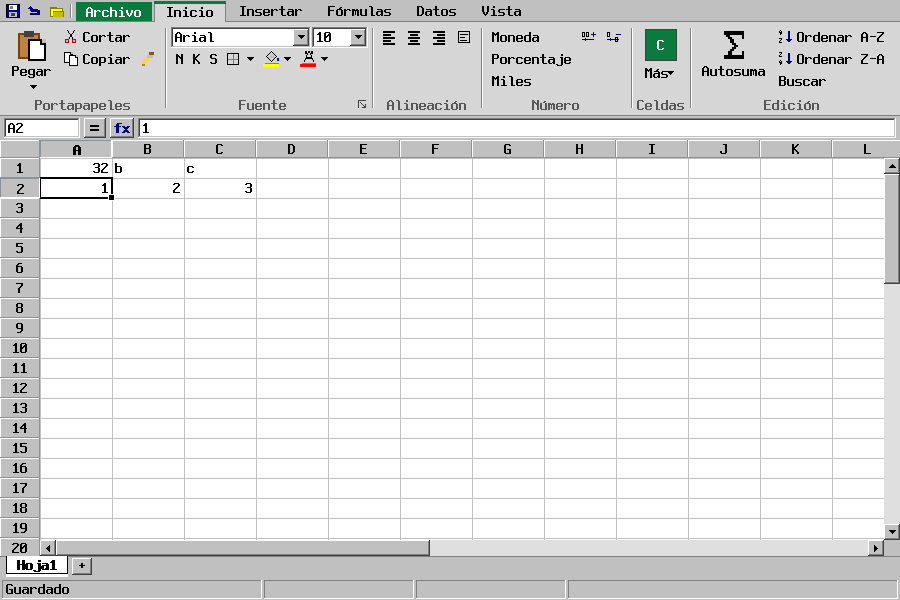 Archivo Inicio Insertar Fórmulas Datos Vista
Pegar
Cortar
Copiar
Portapapeles
Arial 10
N K S
Fuente
Alineación
Moneda
Porcentaje
Miles
Número
C
Más
Celdas
Σ
Autosuma
Ordenar A-Z
Ordenar Z-A
Buscar
Edición
A2 = fx 1
A B C D E F G H I J K L
1 32 b c
2 1 2 3
3
4
5
6
7
8
9
10
11
12
13
14
15
16
17
18
19
20
Hoja1 +
Guardado